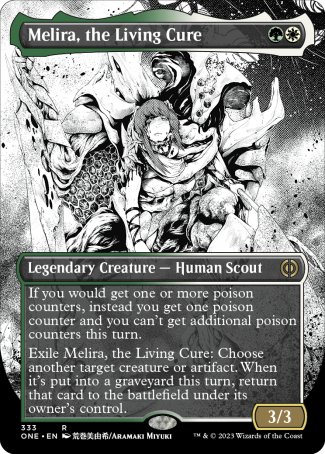 Melira, the Living Cure
Legendary Creature — Human Scout
If you would get one or more poison
counters, instead you get one poison
counter and you can't get additional poison
counters this turn.
Exile Melira, the Living Cure: Choose
another target creature or artifact. When
it's put into a graveyard this turn, return
that card to the battlefield under its
owner's control.
3/3
333 R
ONE • EN 荒巻美由希/Aramaki Miyuki ™ & © 2023 Wizards of the Coast